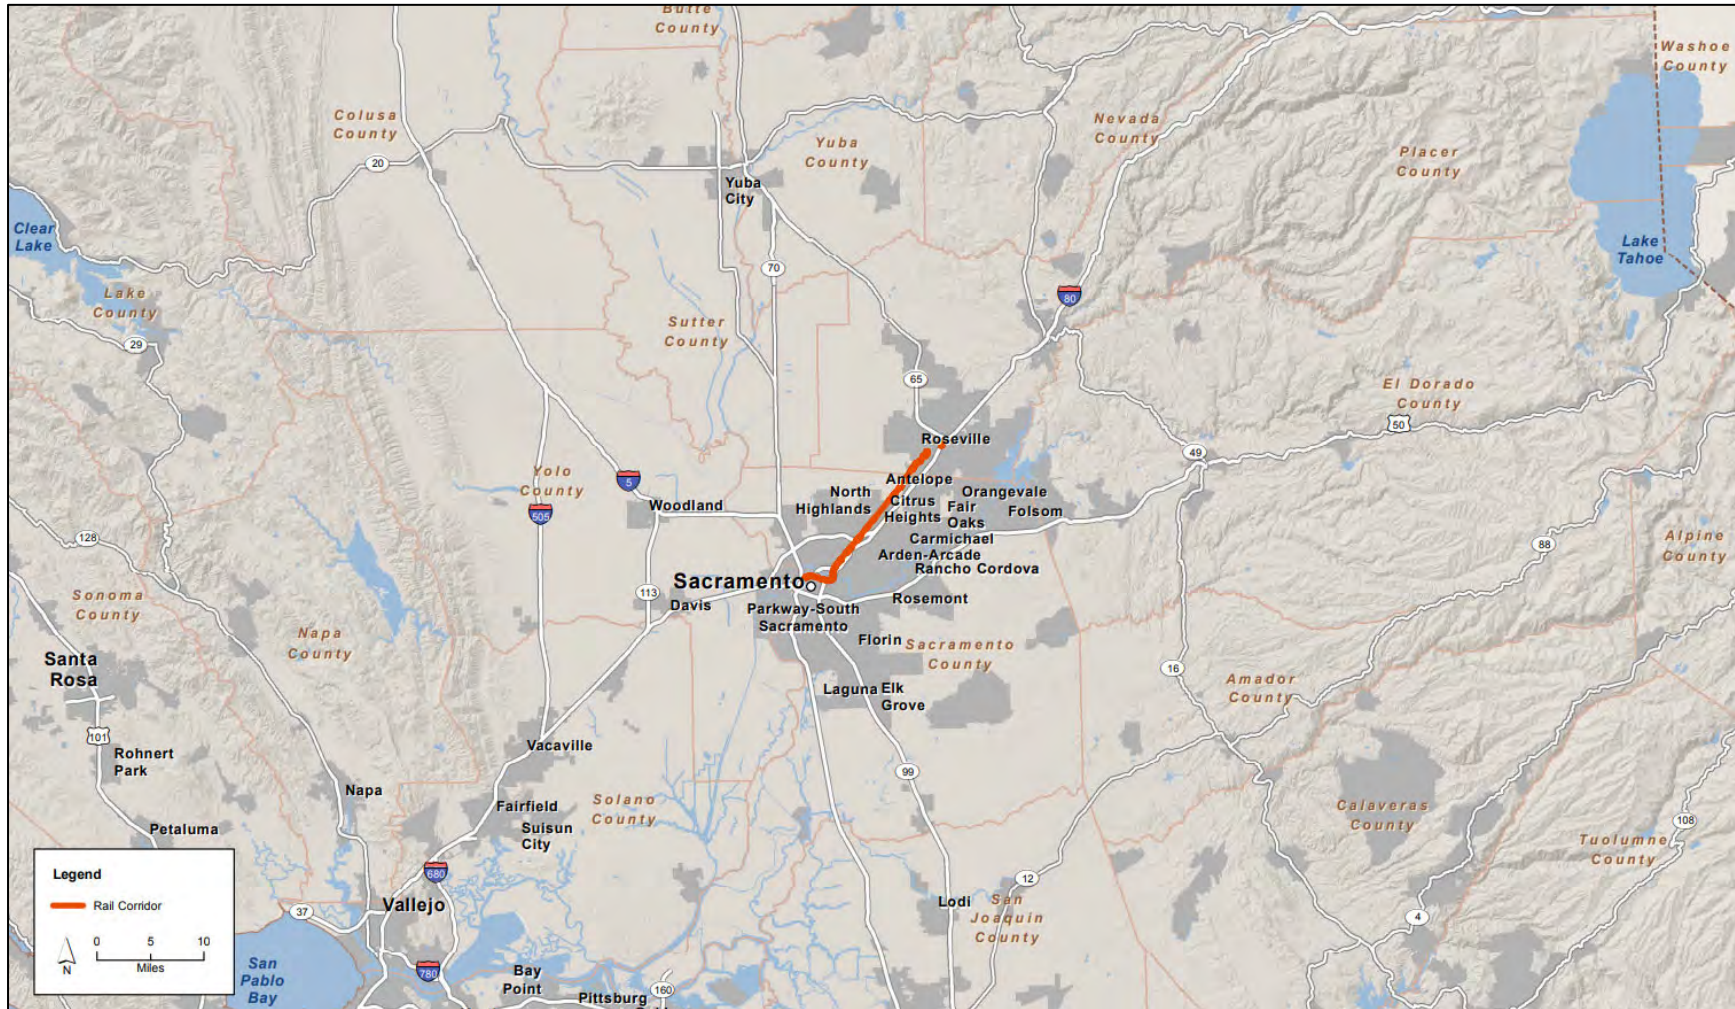 Butte
County
Washoe
County
Colusa
County
Nevada
County
Yuba
County
Placer
County
20
Yuba
City
Clear
Lake
Lake
Tahoe
70
80
Lake
County
Sutter
County
29
65
El Dorado
County
50
Roseville
49
Yolo
County
5
Antelope
North
Highlands
Orangevale
Citrus
Heights
Fair
Oaks
Folsom
Woodland
505
128
Carmichael
Arden-Arcade
Rancho Cordova
88
Alpine
County
Sacramento
113
Davis
Rosemont
Parkway-South
Sacramento
Sonoma
County
Napa
County
Florin
Sacramento
County
Santa
Rosa
16
Amador
County
Laguna
Elk
Grove
101
Rohnert
Park
Vacaville
99
Napa
Fairfield
Suisun
City
Solano
County
Calaveras
County
Petaluma
108
Tuolumne
County
Legend
Rail Corridor
0 5 10
Miles
N
680
Vallejo
37
12
Lodi
San
Joaquin
County
4
San
Pablo
Bay
780
Bay
Point
Pittsburg
160